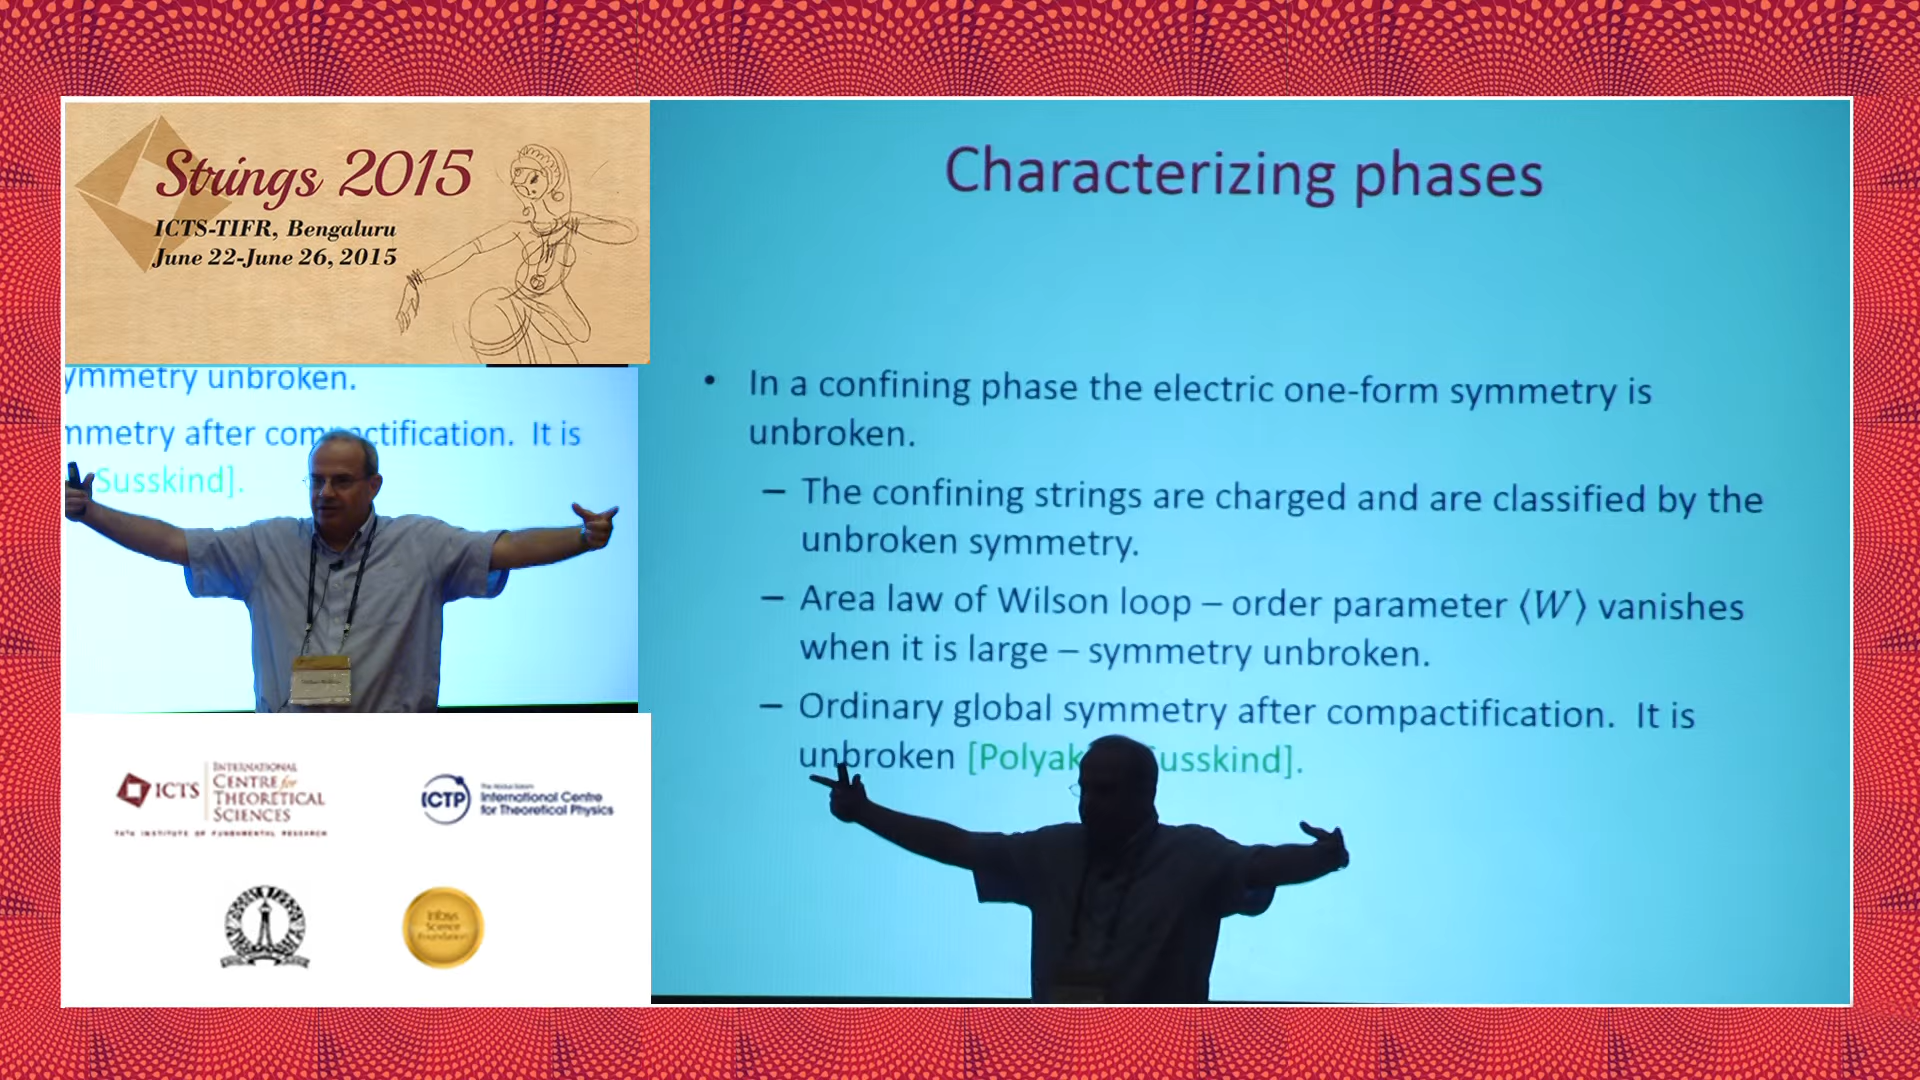 Strings 2015
ICTS-TIFR, Bengaluru
June 22-June 26, 2015
ymmetry unbroken.
mmetry after com ctification. It is
Susskind].
ICTS
INTERNATIONAL
CENTRE for
THEORETICAL
SCIENCES
TATA INSTITUTE OF FUNDAMENTAL RESEARCH
ICTP
The Abdus Salam
International Centre
for Theoretical Physics
Infosys
Science
Foundation
Characterizing phases
• In a confining phase the electric one-form symmetry is
unbroken.
– The confining strings are charged and are classified by the
unbroken symmetry.
– Area law of Wilson loop – order parameter ⟨W⟩ vanishes
when it is large – symmetry unbroken.
– Ordinary global symmetry after compactification. It is
unbroken [Polyak usskind].